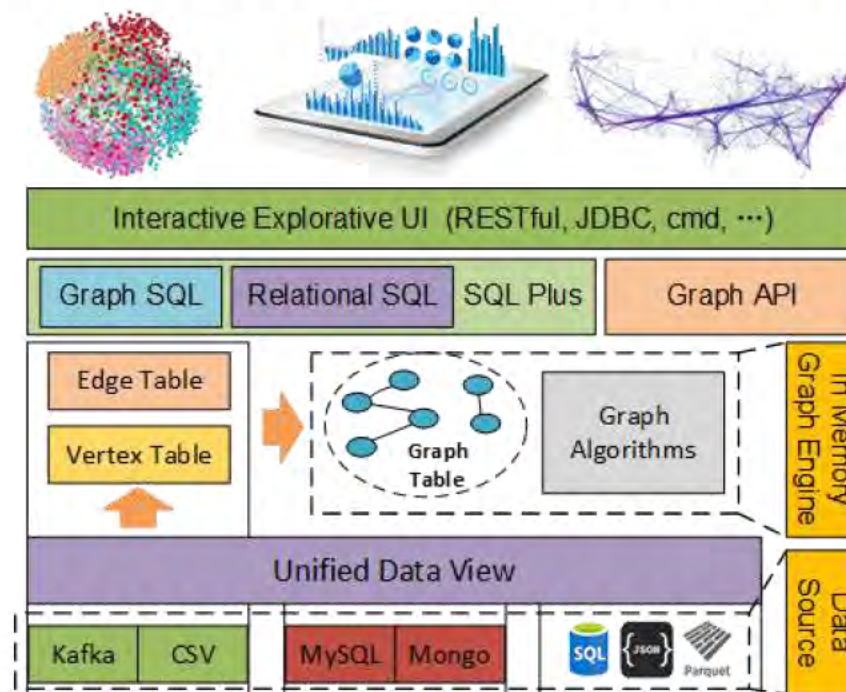 Interactive Explorative UI (RESTful, JDBC, cmd, ⋯)
Graph SQL
Relational SQL
SQL Plus
Graph API
Edge Table
Vertex Table
Graph
Table
Graph
Algorithms
In Memory
Graph Engine
Unified Data View
Data
Source
Kafka
CSV
MySQL
Mongo
SQL
{JSON}
Parquet